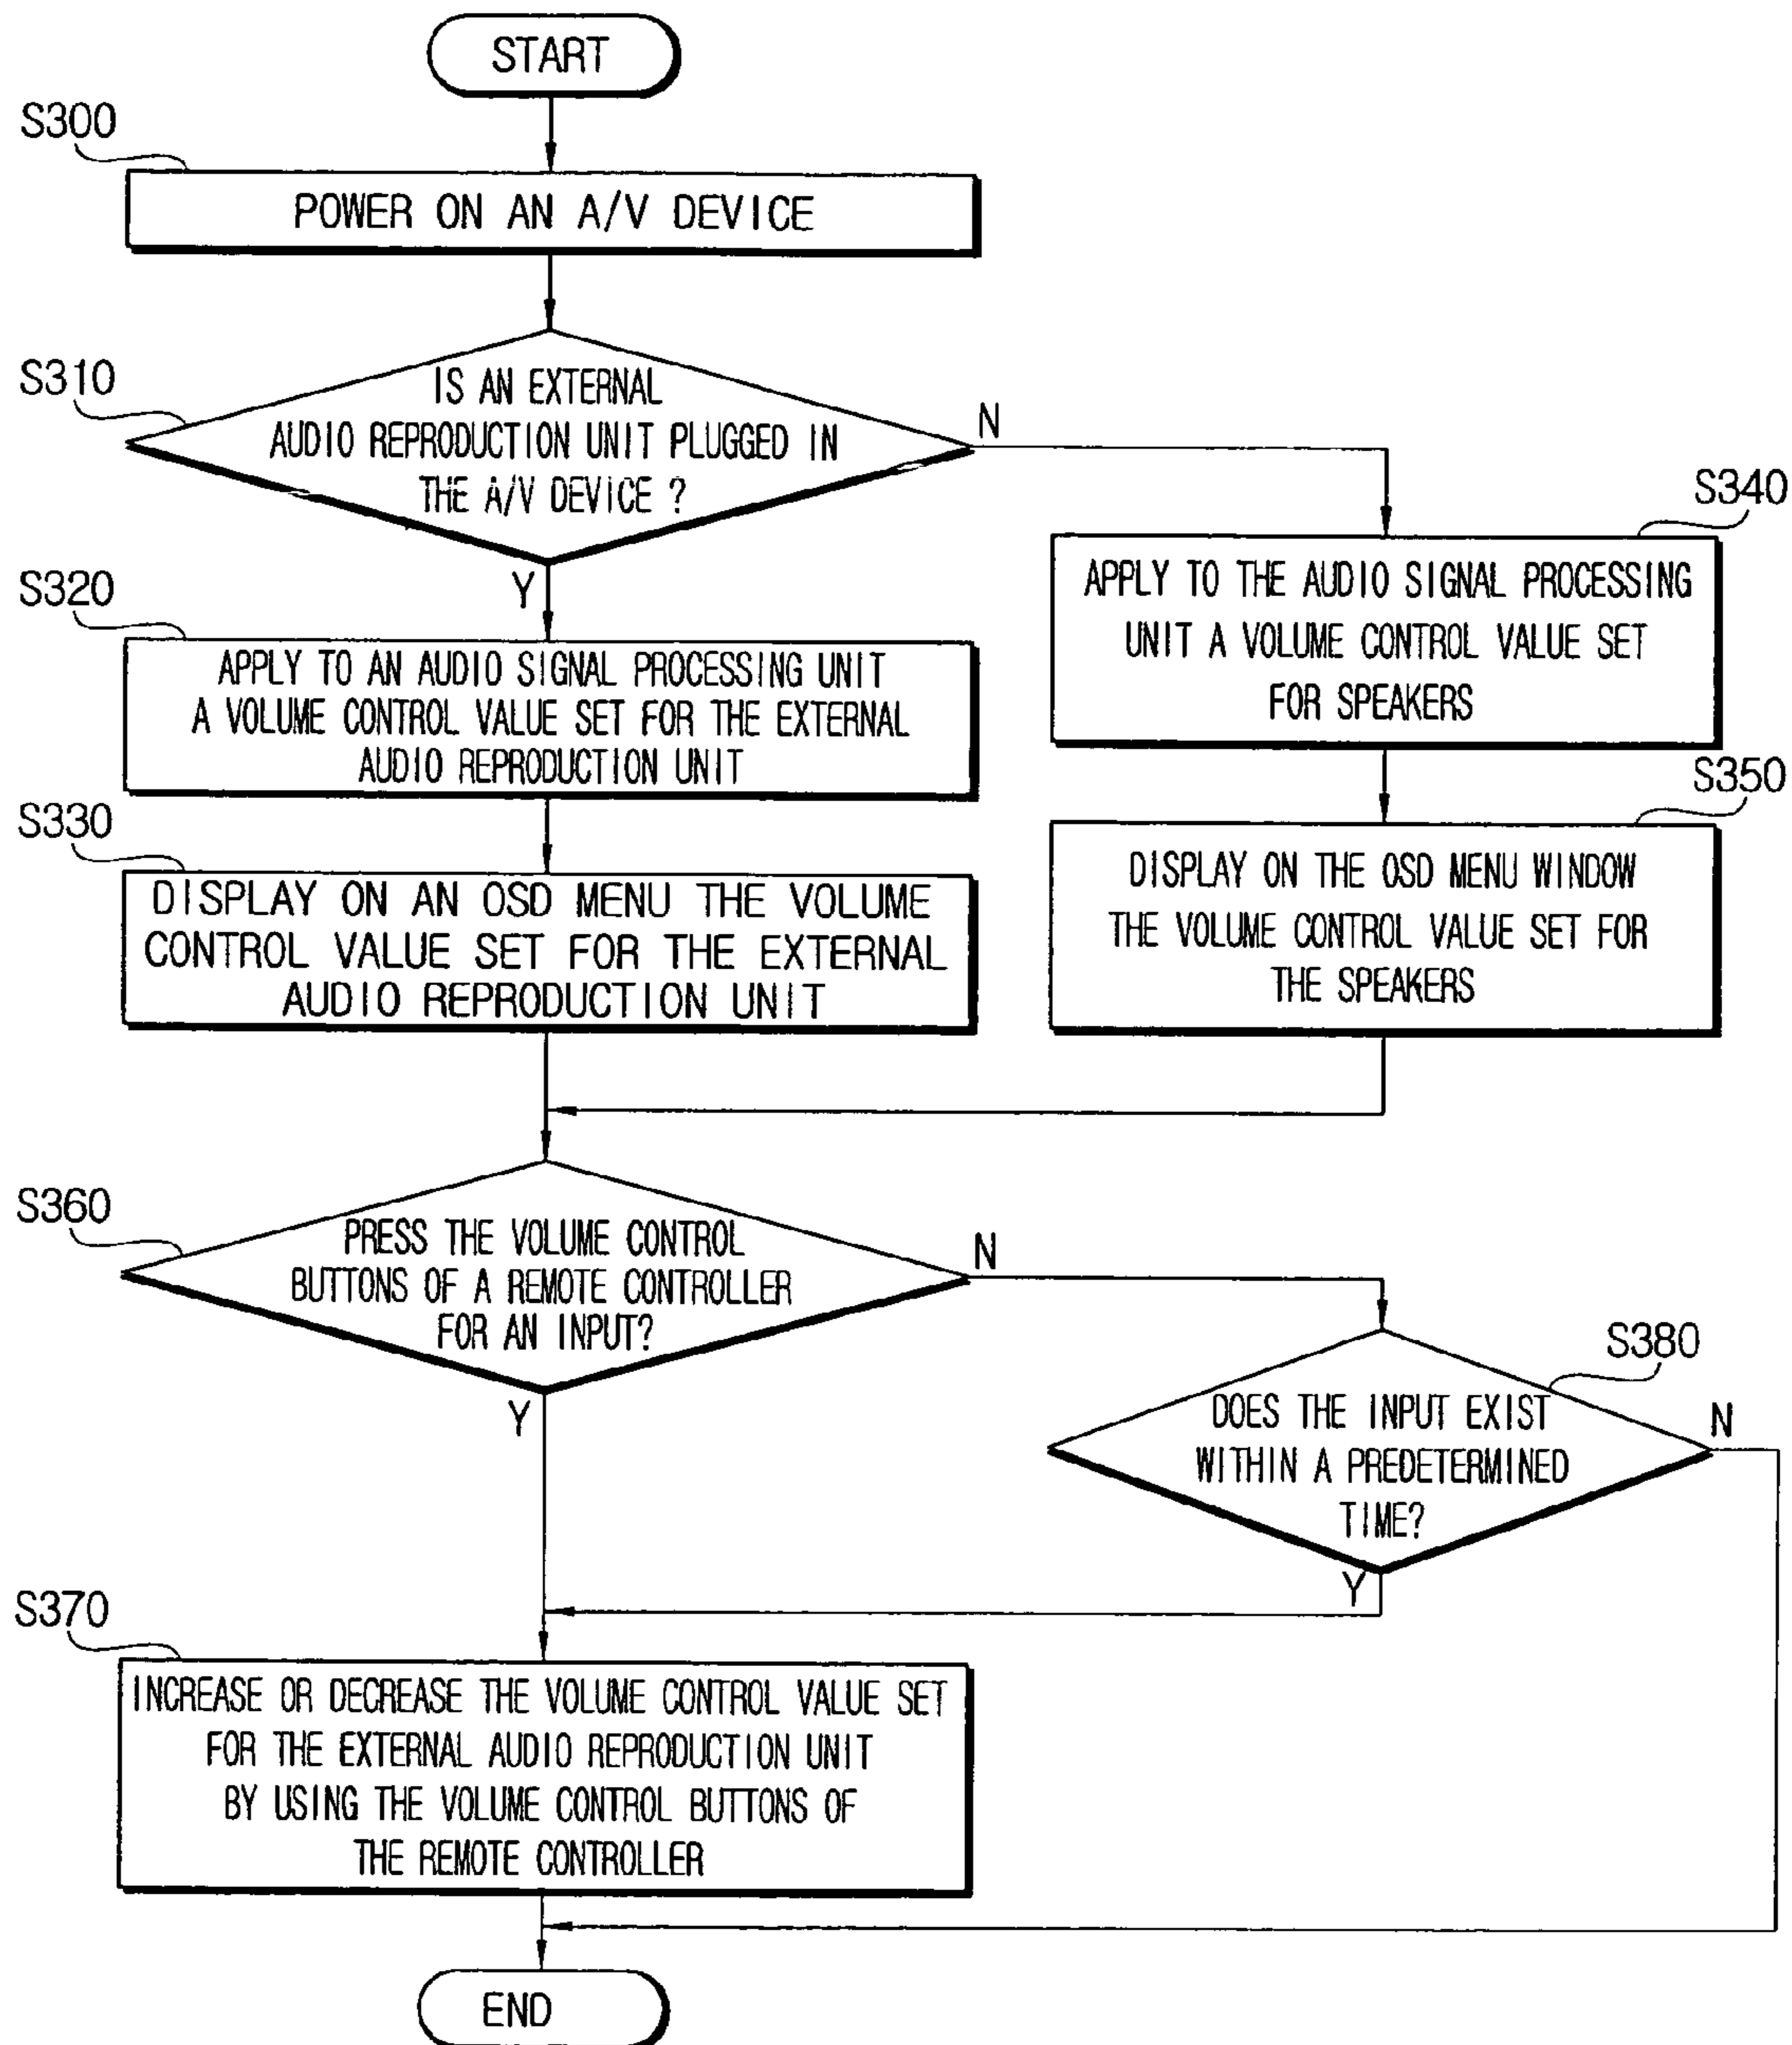 START
S300
POWER ON AN A/V DEVICE
S310
IS AN EXTERNAL
AUDIO REPRODUCTION UNIT PLUGGED IN
THE A/V DEVICE ?
N
Y
S320
APPLY TO AN AUDIO SIGNAL PROCESSING UNIT
A VOLUME CONTROL VALUE SET FOR THE EXTERNAL
AUDIO REPRODUCTION UNIT
S330
DISPLAY ON AN OSD MENU THE VOLUME
CONTROL VALUE SET FOR THE EXTERNAL
AUDIO REPRODUCTION UNIT
S340
APPLY TO THE AUDIO SIGNAL PROCESSING
UNIT A VOLUME CONTROL VALUE SET
FOR SPEAKERS
S350
DISPLAY ON THE OSD MENU WINDOW
THE VOLUME CONTROL VALUE SET FOR
THE SPEAKERS
S360
PRESS THE VOLUME CONTROL
BUTTONS OF A REMOTE CONTROLLER
FOR AN INPUT?
N
Y
S380
DOES THE INPUT EXIST
WITHIN A PREDETERMINED
TIME?
N
Y
S370
INCREASE OR DECREASE THE VOLUME CONTROL VALUE SET
FOR THE EXTERNAL AUDIO REPRODUCTION UNIT
BY USING THE VOLUME CONTROL BUTTONS OF
THE REMOTE CONTROLLER
END